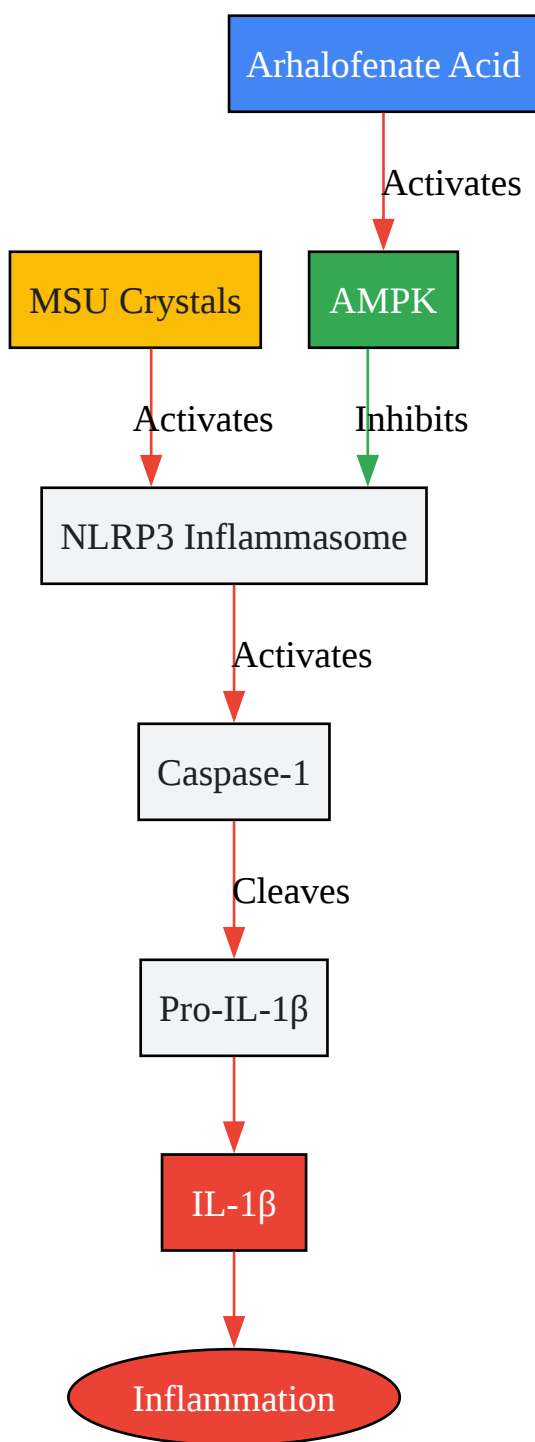 Arhalofenate Acid
Activates
MSU Crystals
AMPK
Activates
Inhibits
NLRP3 Inflammasome
Activates
Caspase-1
Cleaves
Pro-IL-1β
IL-1β
Inflammation